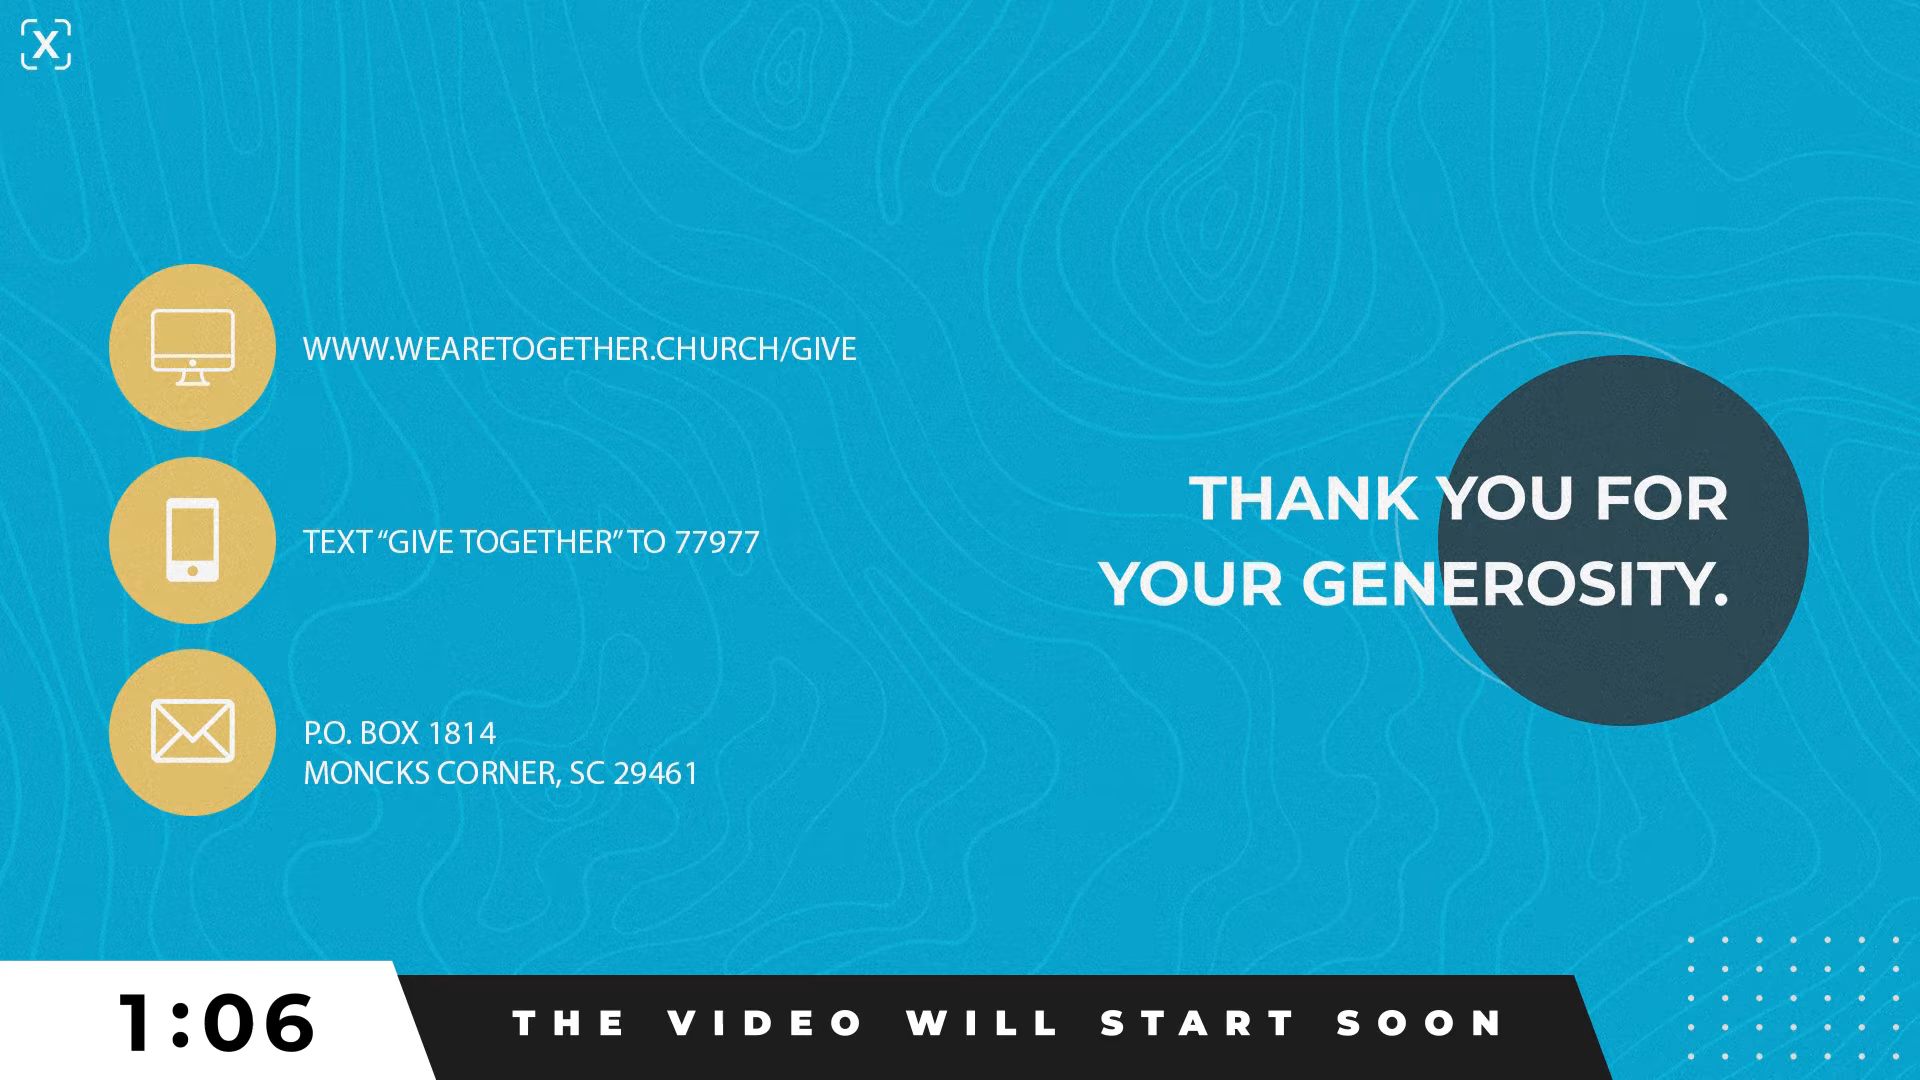 X
WWW.WEARETOGETHER.CHURCH/GIVE
TEXT “GIVE TOGETHER” TO 77977
P.O. BOX 1814
MONCKS CORNER, SC 29461
THANK YOU FOR
YOUR GENEROSITY.
1:06
THE VIDEO WILL START SOON